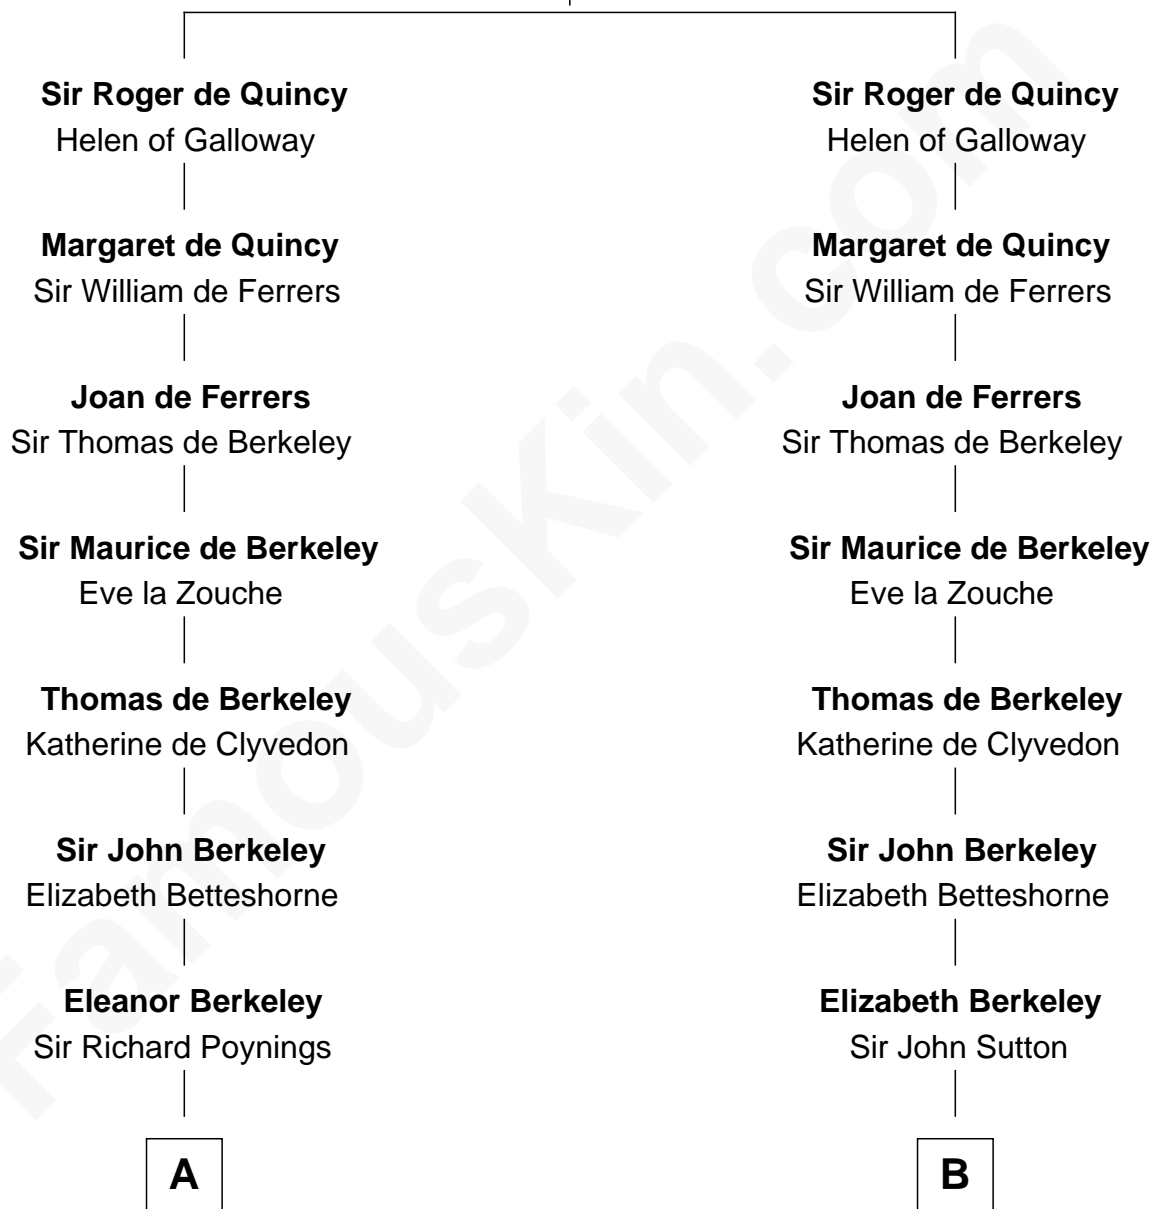 Sir Roger de Quincy
Helen of Galloway
Margaret de Quincy
Sir William de Ferrers
Joan de Ferrers
Sir Thomas de Berkeley
Sir Maurice de Berkeley
Eve la Zouche
Thomas de Berkeley
Katherine de Clyvedon
Sir John Berkeley
Elizabeth Betteshorne
Eleanor Berkeley
Sir Richard Poynings
A
Sir Roger de Quincy
Helen of Galloway
Margaret de Quincy
Sir William de Ferrers
Joan de Ferrers
Sir Thomas de Berkeley
Sir Maurice de Berkeley
Eve la Zouche
Thomas de Berkeley
Katherine de Clyvedon
Sir John Berkeley
Elizabeth Betteshorne
Elizabeth Berkeley
Sir John Sutton
B
FamousKin.com